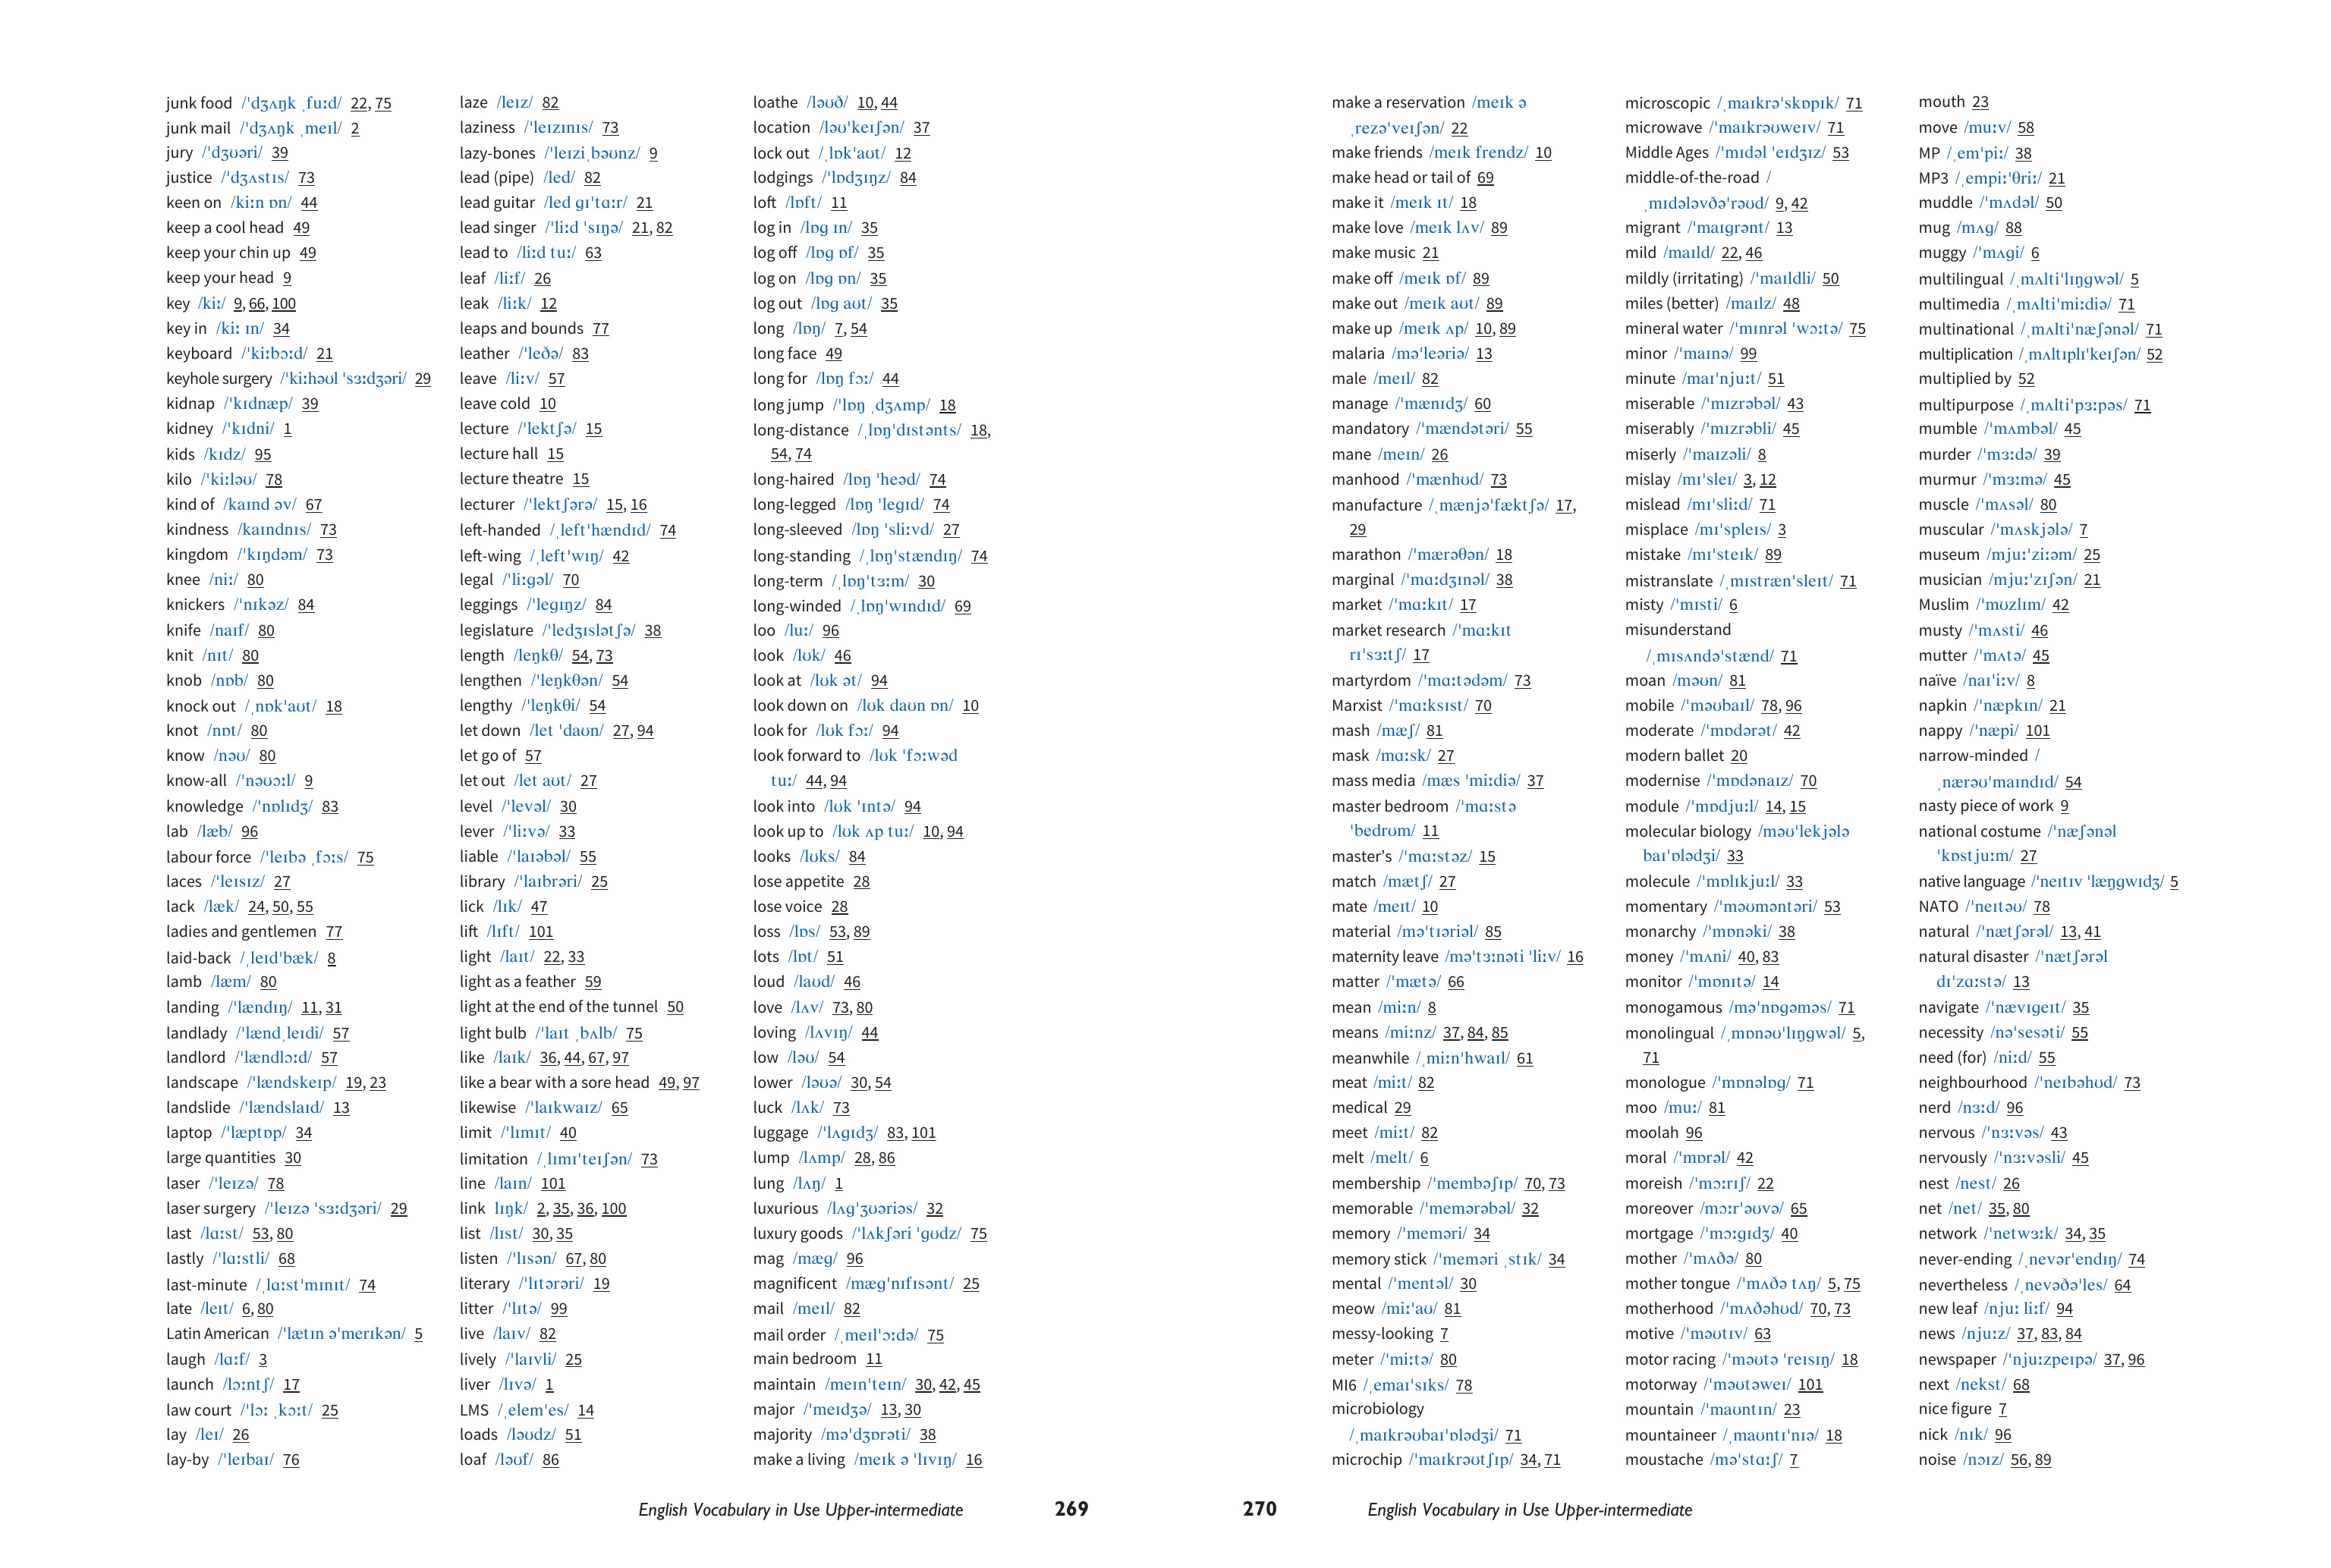 junk food /ˈdʒʌŋk ˌfuːd/ 22, 75
junk mail /ˈdʒʌŋk ˌmeɪl/ 2
jury /ˈdʒʊəri/ 39
justice /ˈdʒʌstɪs/ 73
keen on /kiːn ɒn/ 44
keep a cool head 49
keep your chin up 49
keep your head 9
key /kiː/ 9, 66, 100
key in /kiː ɪn/ 34
keyboard /ˈkiːbɔːd/ 21
keyhole surgery /ˈkiːhəʊl ˈsɜːdʒəri/ 29
kidnap /ˈkɪdnæp/ 39
kidney /ˈkɪdni/ 1
kids /kɪdz/ 95
kilo /ˈkiːləʊ/ 78
kind of /kaɪnd əv/ 67
kindness /kaɪndnɪs/ 73
kingdom /ˈkɪŋdəm/ 73
knee /niː/ 80
knickers /ˈnɪkəz/ 84
knife /naɪf/ 80
knit /nɪt/ 80
knob /nɒb/ 80
knock out /ˌnɒkˈaʊt/ 18
knot /nɒt/ 80
know /nəʊ/ 80
know-all /ˈnəʊɔːl/ 9
knowledge /ˈnɒlɪdʒ/ 83
lab /læb/ 96
labour force /ˈleɪbə ˌfɔːs/ 75
laces /ˈleɪsɪz/ 27
lack /læk/ 24, 50, 55
ladies and gentlemen 77
laid-back /ˌleɪdˈbæk/ 8
lamb /læm/ 80
landing /ˈlændɪŋ/ 11, 31
landlady /ˈlændˌleɪdi/ 57
landlord /ˈlændlɔːd/ 57
landscape /ˈlændskeɪp/ 19, 23
landslide /ˈlændslaɪd/ 13
laptop /ˈlæptɒp/ 34
large quantities 30
laser /ˈleɪzə/ 78
laser surgery /ˈleɪzə ˈsɜːdʒəri/ 29
last /lɑːst/ 53, 80
lastly /ˈlɑːstli/ 68
last-minute /ˌlɑːstˈmɪnɪt/ 74
late /leɪt/ 6, 80
Latin American /ˈlætɪn əˈmerɪkən/ 5
laugh /lɑːf/ 3
launch /lɔːntʃ/ 17
law court /ˈlɔː ˌkɔːt/ 25
lay /leɪ/ 26
lay-by /ˈleɪbaɪ/ 76
laze /leɪz/ 82
laziness /ˈleɪzɪnɪs/ 73
lazy-bones /ˈleɪziˌbəʊnz/ 9
lead (pipe) /led/ 82
lead guitar /led gɪˈtɑːr/ 21
lead singer /ˈliːd ˈsɪŋə/ 21, 82
lead to /liːd tuː/ 63
leaf /liːf/ 26
leak /liːk/ 12
leaps and bounds 77
leather /ˈleðə/ 83
leave /liːv/ 57
leave cold 10
lecture /ˈlektʃə/ 15
lecture hall 15
lecture theatre 15
lecturer /ˈlektʃərə/ 15, 16
left-handed /ˌleftˈhændɪd/ 74
left-wing /ˌleftˈwɪŋ/ 42
legal /ˈliːgəl/ 70
leggings /ˈlegɪŋz/ 84
legislature /ˈledʒɪslətʃə/ 38
length /leŋkθ/ 54, 73
lengthen /ˈleŋkθən/ 54
lengthy /ˈleŋkθi/ 54
let down /let ˈdaʊn/ 27, 94
let go of 57
let out /let aʊt/ 27
level /ˈlevəl/ 30
lever /ˈliːvə/ 33
liable /ˈlaɪəbəl/ 55
library /ˈlaɪbrəri/ 25
lick /lɪk/ 47
lift /lɪft/ 101
light /laɪt/ 22, 33
light as a feather 59
light at the end of the tunnel 50
light bulb /ˈlaɪt ˌbʌlb/ 75
like /laɪk/ 36, 44, 67, 97
like a bear with a sore head 49, 97
likewise /ˈlaɪkwaɪz/ 65
limit /ˈlɪmɪt/ 40
limitation /ˌlɪmɪˈteɪʃən/ 73
line /laɪn/ 101
link lɪŋk/ 2, 35, 36, 100
list /lɪst/ 30, 35
listen /ˈlɪsən/ 67, 80
literary /ˈlɪtərəri/ 19
litter /ˈlɪtə/ 99
live /laɪv/ 82
lively /ˈlaɪvli/ 25
liver /lɪvə/ 1
LMS /ˌelemˈes/ 14
loads /ləʊdz/ 51
loaf /ləʊf/ 86
loathe /ləʊð/ 10, 44
location /ləʊˈkeɪʃən/ 37
lock out /ˌlɒkˈaʊt/ 12
lodgings /ˈlɒdʒɪŋz/ 84
loft /lɒft/ 11
log in /lɒg ɪn/ 35
log off /lɒg ɒf/ 35
log on /lɒg ɒn/ 35
log out /lɒg aʊt/ 35
long /lɒŋ/ 7, 54
long face 49
long for /lɒŋ fɔː/ 44
long jump /ˈlɒŋ ˌdʒʌmp/ 18
long-distance /ˌlɒŋˈdɪstənts/ 18,
54, 74
long-haired /lɒŋ ˈheəd/ 74
long-legged /lɒŋ ˈlegɪd/ 74
long-sleeved /lɒŋ ˈsliːvd/ 27
long-standing /ˌlɒŋˈstændɪŋ/ 74
long-term /ˌlɒŋˈtɜːm/ 30
long-winded /ˌlɒŋˈwɪndɪd/ 69
loo /luː/ 96
look /lʊk/ 46
look at /lʊk ət/ 94
look down on /lʊk daʊn ɒn/ 10
look for /lʊk fɔː/ 94
look forward to /lʊk ˈfɔːwəd
tuː/ 44, 94
look into /lʊk ˈɪntə/ 94
look up to /lʊk ʌp tuː/ 10, 94
looks /lʊks/ 84
lose appetite 28
lose voice 28
loss /lɒs/ 53, 89
lots /lɒt/ 51
loud /laʊd/ 46
love /lʌv/ 73, 80
loving /lʌvɪŋ/ 44
low /ləʊ/ 54
lower /ləʊə/ 30, 54
luck /lʌk/ 73
luggage /ˈlʌgɪdʒ/ 83, 101
lump /lʌmp/ 28, 86
lung /lʌŋ/ 1
luxurious /lʌgˈʒʊəriəs/ 32
luxury goods /ˈlʌkʃəri ˈgʊdz/ 75
mag /mæg/ 96
magnificent /mægˈnɪfɪsənt/ 25
mail /meɪl/ 82
mail order /ˌmeɪlˈɔːdə/ 75
main bedroom 11
maintain /meɪnˈteɪn/ 30, 42, 45
major /ˈmeɪdʒə/ 13, 30
majority /məˈdʒɒrəti/ 38
make a living /meɪk ə ˈlɪvɪŋ/ 16
English Vocabulary in Use Upper-intermediate 269
make a reservation /meɪk ə
ˌrezəˈveɪʃən/ 22
make friends /meɪk frendz/ 10
make head or tail of 69
make it /meɪk ɪt/ 18
make love /meɪk lʌv/ 89
make music 21
make off /meɪk ɒf/ 89
make out /meɪk aʊt/ 89
make up /meɪk ʌp/ 10, 89
malaria /məˈleəriə/ 13
male /meɪl/ 82
manage /ˈmænɪdʒ/ 60
mandatory /ˈmændətəri/ 55
mane /meɪn/ 26
manhood /ˈmænhʊd/ 73
manufacture /ˌmænjəˈfæktʃə/ 17,
29
marathon /ˈmærəθən/ 18
marginal /ˈmɑːdʒɪnəl/ 38
market /ˈmɑːkɪt/ 17
market research /ˈmɑːkɪt
rɪˈsɜːtʃ/ 17
martyrdom /ˈmɑːtədəm/ 73
Marxist /ˈmɑːksɪst/ 70
mash /mæʃ/ 81
mask /mɑːsk/ 27
mass media /mæs ˈmiːdiə/ 37
master bedroom /ˈmɑːstə
ˈbedrʊm/ 11
master’s /ˈmɑːstəz/ 15
match /mætʃ/ 27
mate /meɪt/ 10
material /məˈtɪəriəl/ 85
maternity leave /məˈtɜːnəti ˈliːv/ 16
matter /ˈmætə/ 66
mean /miːn/ 8
means /miːnz/ 37, 84, 85
meanwhile /ˌmiːnˈhwaɪl/ 61
meat /miːt/ 82
medical 29
meet /miːt/ 82
melt /melt/ 6
membership /ˈmembəʃɪp/ 70, 73
memorable /ˈmemərəbəl/ 32
memory /ˈmeməri/ 34
memory stick /ˈmeməri ˌstɪk/ 34
mental /ˈmentəl/ 30
meow /miːˈaʊ/ 81
messy-looking 7
meter /ˈmiːtə/ 80
MI6 /ˌemaɪˈsɪks/ 78
microbiology
/ˌmaɪkrəʊbaɪˈɒlədʒi/ 71
microchip /ˈmaɪkrəʊtʃɪp/ 34, 71
microscopic /ˌmaɪkrəˈskɒpɪk/ 71
microwave /ˈmaɪkrəʊweɪv/ 71
Middle Ages /ˈmɪdəl ˈeɪdʒɪz/ 53
middle-of-the-road /
ˌmɪdələvðəˈrəʊd/ 9, 42
migrant /ˈmaɪgrənt/ 13
mild /maɪld/ 22, 46
mildly (irritating) /ˈmaɪldli/ 50
miles (better) /maɪlz/ 48
mineral water /ˈmɪnrəl ˈwɔːtə/ 75
minor /ˈmaɪnə/ 99
minute /maɪˈnjuːt/ 51
miserable /ˈmɪzrəbəl/ 43
miserably /ˈmɪzrəbli/ 45
miserly /ˈmaɪzəli/ 8
mislay /mɪˈsleɪ/ 3, 12
mislead /mɪˈsliːd/ 71
misplace /mɪˈspleɪs/ 3
mistake /mɪˈsteɪk/ 89
mistranslate /ˌmɪstrænˈsleɪt/ 71
misty /ˈmɪsti/ 6
misunderstand
/ˌmɪsʌndəˈstænd/ 71
moan /məʊn/ 81
mobile /ˈməʊbaɪl/ 78, 96
moderate /ˈmɒdərət/ 42
modern ballet 20
modernise /ˈmɒdənaɪz/ 70
module /ˈmɒdjuːl/ 14, 15
molecular biology /məʊˈlekjələ
baɪˈɒlədʒi/ 33
molecule /ˈmɒlɪkjuːl/ 33
momentary /ˈməʊməntəri/ 53
monarchy /ˈmɒnəki/ 38
money /ˈmʌni/ 40, 83
monitor /ˈmɒnɪtə/ 14
monogamous /məˈnɒgəməs/ 71
monolingual /ˌmɒnəʊˈlɪŋgwəl/ 5,
71
monologue /ˈmɒnəlɒg/ 71
moo /muː/ 81
moolah 96
moral /ˈmɒrəl/ 42
moreish /ˈmɔːrɪʃ/ 22
moreover /mɔːrˈəʊvə/ 65
mortgage /ˈmɔːgɪdʒ/ 40
mother /ˈmʌðə/ 80
mother tongue /ˈmʌðə tʌŋ/ 5, 75
motherhood /ˈmʌðəhʊd/ 70, 73
motive /ˈməʊtɪv/ 63
motor racing /ˈməʊtə ˈreɪsɪŋ/ 18
motorway /ˈməʊtəweɪ/ 101
mountain /ˈmaʊntɪn/ 23
mountaineer /ˌmaʊntɪˈnɪə/ 18
moustache /məˈstɑːʃ/ 7
mouth 23
move /muːv/ 58
MP /ˌemˈpiː/ 38
MP3 /ˌempiːˈθriː/ 21
muddle /ˈmʌdəl/ 50
mug /mʌg/ 88
muggy /ˈmʌgi/ 6
multilingual /ˌmʌltiˈlɪŋgwəl/ 5
multimedia /ˌmʌltiˈmiːdiə/ 71
multinational /ˌmʌltiˈnæʃənəl/ 71
multiplication /ˌmʌltɪplɪˈkeɪʃən/ 52
multiplied by 52
multipurpose /ˌmʌltiˈpɜːpəs/ 71
mumble /ˈmʌmbəl/ 45
murder /ˈmɜːdə/ 39
murmur /ˈmɜːmə/ 45
muscle /ˈmʌsəl/ 80
muscular /ˈmʌskjələ/ 7
museum /mjuːˈziːəm/ 25
musician /mjuːˈzɪʃən/ 21
Muslim /ˈmʊzlɪm/ 42
musty /ˈmʌsti/ 46
mutter /ˈmʌtə/ 45
naïve /naɪˈiːv/ 8
napkin /ˈnæpkɪn/ 21
nappy /ˈnæpi/ 101
narrow-minded /
ˌnærəʊˈmaɪndɪd/ 54
nasty piece of work 9
national costume /ˈnæʃənəl
ˈkɒstjuːm/ 27
native language /ˈneɪtɪv ˈlæŋgwɪdʒ/ 5
NATO /ˈneɪtəʊ/ 78
natural /ˈnætʃərəl/ 13, 41
natural disaster /ˈnætʃərəl
dɪˈzɑːstə/ 13
navigate /ˈnævɪgeɪt/ 35
necessity /nəˈsesəti/ 55
need (for) /niːd/ 55
neighbourhood /ˈneɪbəhʊd/ 73
nerd /nɜːd/ 96
nervous /ˈnɜːvəs/ 43
nervously /ˈnɜːvəsli/ 45
nest /nest/ 26
net /net/ 35, 80
network /ˈnetwɜːk/ 34, 35
never-ending /ˌnevərˈendɪŋ/ 74
nevertheless /ˌnevəðəˈles/ 64
new leaf /njuː liːf/ 94
news /njuːz/ 37, 83, 84
newspaper /ˈnjuːzpeɪpə/ 37, 96
next /nekst/ 68
nice figure 7
nick /nɪk/ 96
noise /nɔɪz/ 56, 89
270 English Vocabulary in Use Upper-intermediate